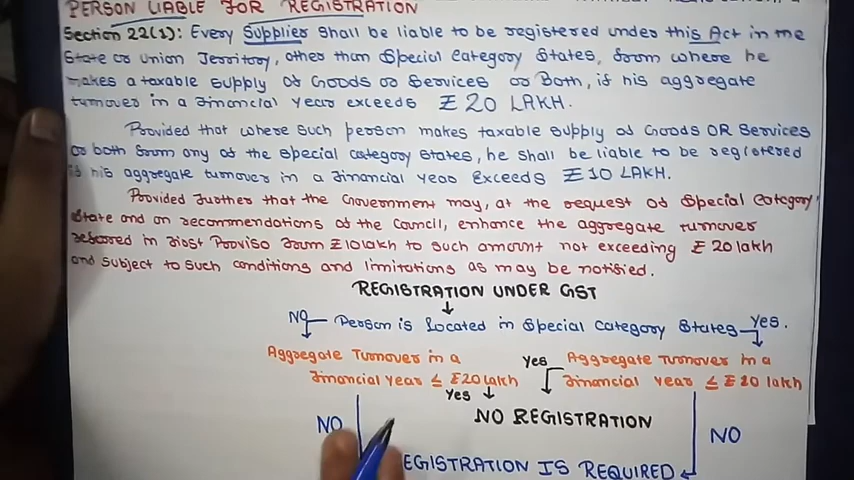 PERSON LIABLE FOR REGISTRATION
Section 22(1): Every Supplier shall be liable to be registered under this Act in the
State or Union Territory, other than Special Category States, from where he
makes a taxable supply of Goods or Services or Both, if his aggregate
turnover in a Financial Year exceeds ₹ 20 LAKH.
Provided that where such person makes taxable supply of Goods OR Services
or both from any of the special category States, he shall be liable to be registered
if his aggregate turnover in a Financial Year Exceeds ₹ 10 LAKH.
Provided Further that the Government may, at the request of Special Category
State and on recommendations of the Council, enhance the aggregate turnover
referred in First Proviso from ₹10 lakh to such amount not exceeding ₹ 20 lakh
and subject to such conditions and limitations as may be notified.
REGISTRATION UNDER GST
NO Person is Located in Special Category States Yes.
Aggregate Turnover in a Yes Aggregate Turnover in a
Financial Year ≤ ₹20 lakh Financial Year ≤ ₹ 10 lakh
Yes
NO NO REGISTRATION NO
EGISTRATION IS REQUIRED